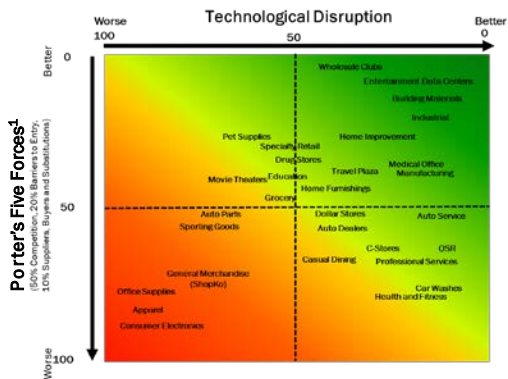 Technological Disruption
Worse
Better
100
50
0
Better
0
50
100
Worse
Porter's Five Forces1
(50% Competition, 20% Barriers to Entry,
10% Suppliers, Buyers and Substitutions)
Wholesale Clubs
Entertainment Data Centers
Building Materials
Industrial
Pet Supplies
Home Improvement
Specialty Retail
Drug Stores
Medical Office
Travel Plaza
Manufacturing
Education
Movie Theaters
Home Furnishings
Grocery
Auto Parts
Dollar Stores
Auto Service
Sporting Goods
Auto Dealers
C-Stores
QSR
Casual Dining
Professional Services
General Merchandise
(ShopKo)
Office Supplies
Car Washes
Health and Fitness
Apparel
Consumer Electronics